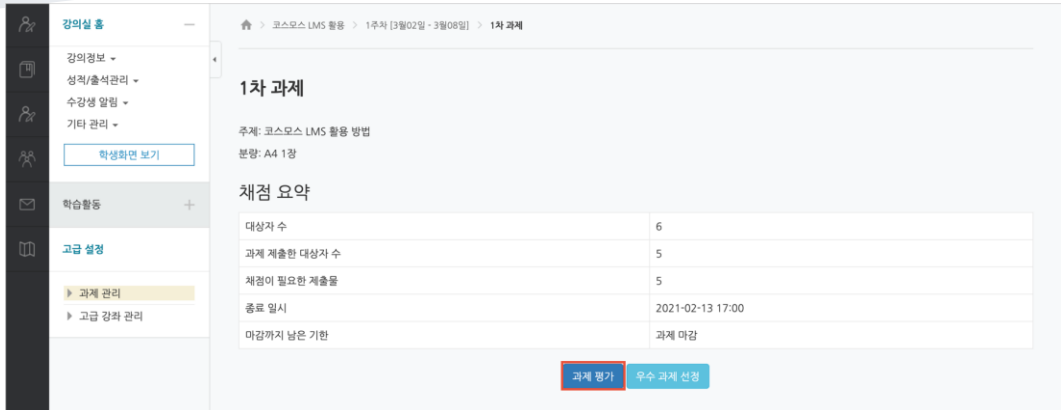 강의실 홈
강의정보
성적/출석관리
수강생 알림
기타 관리
학생화면 보기
학습활동
고급 설정
과제 관리
고급 강좌 관리
코스모스 LMS 활용 > 1주차 [3월02일 - 3월08일] > 1차 과제
1차 과제
주제: 코스모스 LMS 활용 방법
분량: A4 1장
채점 요약
대상자 수 6
과제 제출한 대상자 수 5
채점이 필요한 제출물 5
종료 일시 2021-02-13 17:00
마감까지 남은 기한 과제 마감
과제 평가 우수 과제 선정